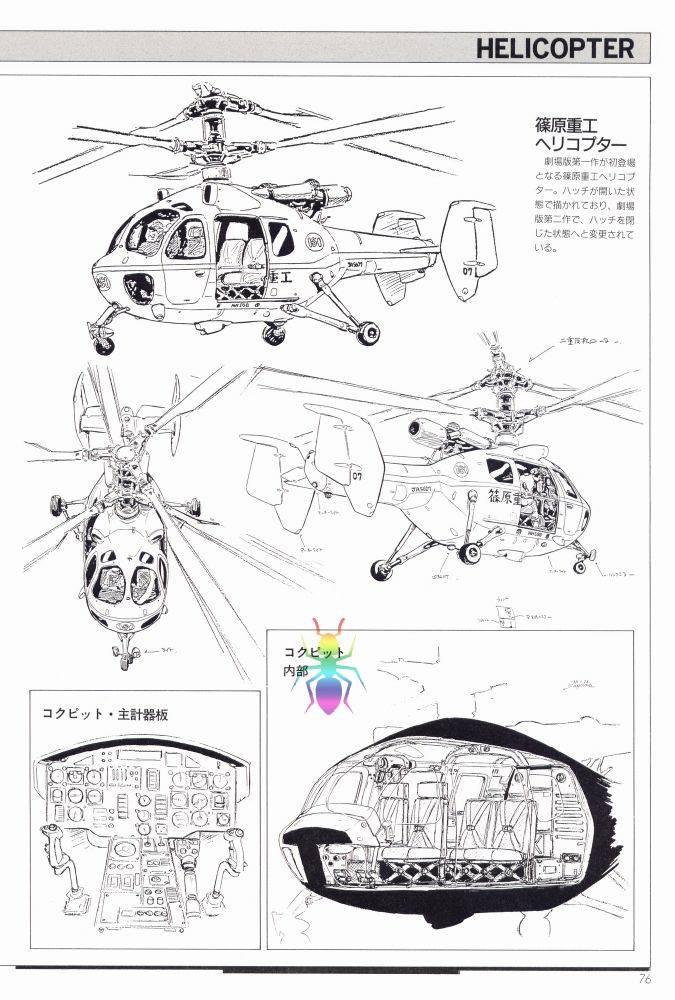 HELICOPTER
篠原重工
ヘリコプター
劇場版第一作が初登場
となる篠原重工ヘリコプ
ター。ハッチが開いた状
態で描かれており、劇場
版第二作で、ハッチを閉
じた状態へと変更されて
いる。
重工
07
JA5607
07
篠原重
コクピット
内部
コクピット・主計器板
76